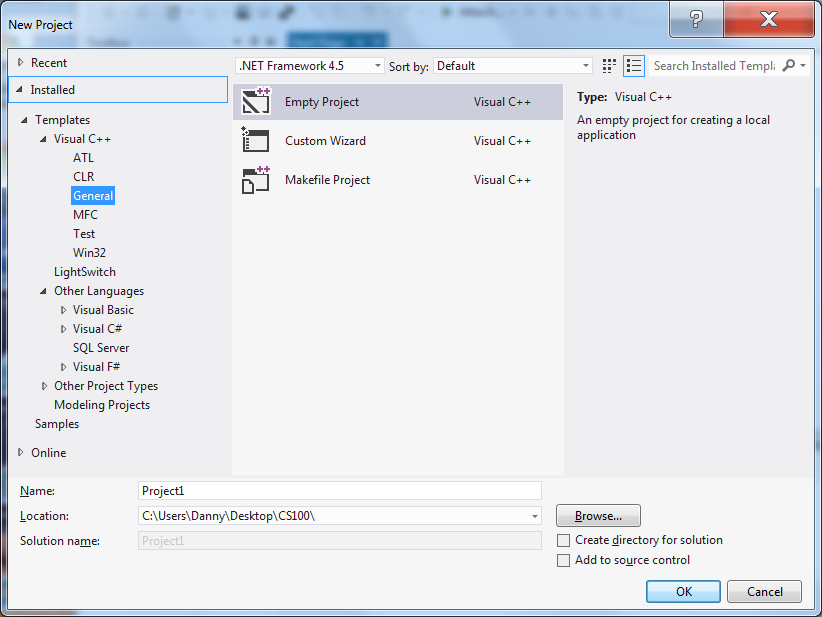 New Project
?
Recent
Installed
Templates
Visual C++
ATL
CLR
General
MFC
Test
Win32
LightSwitch
Other Languages
Visual Basic
Visual C#
SQL Server
Visual F#
Other Project Types
Modeling Projects
Samples
Online
.NET Framework 4.5 Sort by: Default Search Installed Templa
Empty Project Visual C++
Custom Wizard Visual C++
Makefile Project Visual C++
Type: Visual C++
An empty project for creating a local
application
Name: Project1
Location: C:\Users\Danny\Desktop\CS100\ Browse...
Solution name: Project1
Create directory for solution
Add to source control
OK Cancel